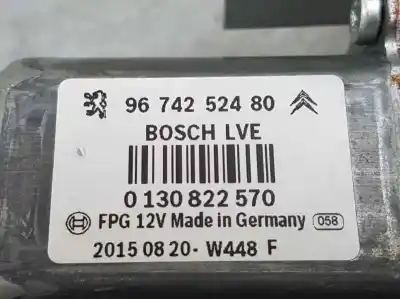 96 742 524 80
BOSCH LVE
0 130 822 570
FPG 12V Made in Germany 058
2015 08 20- W448 F